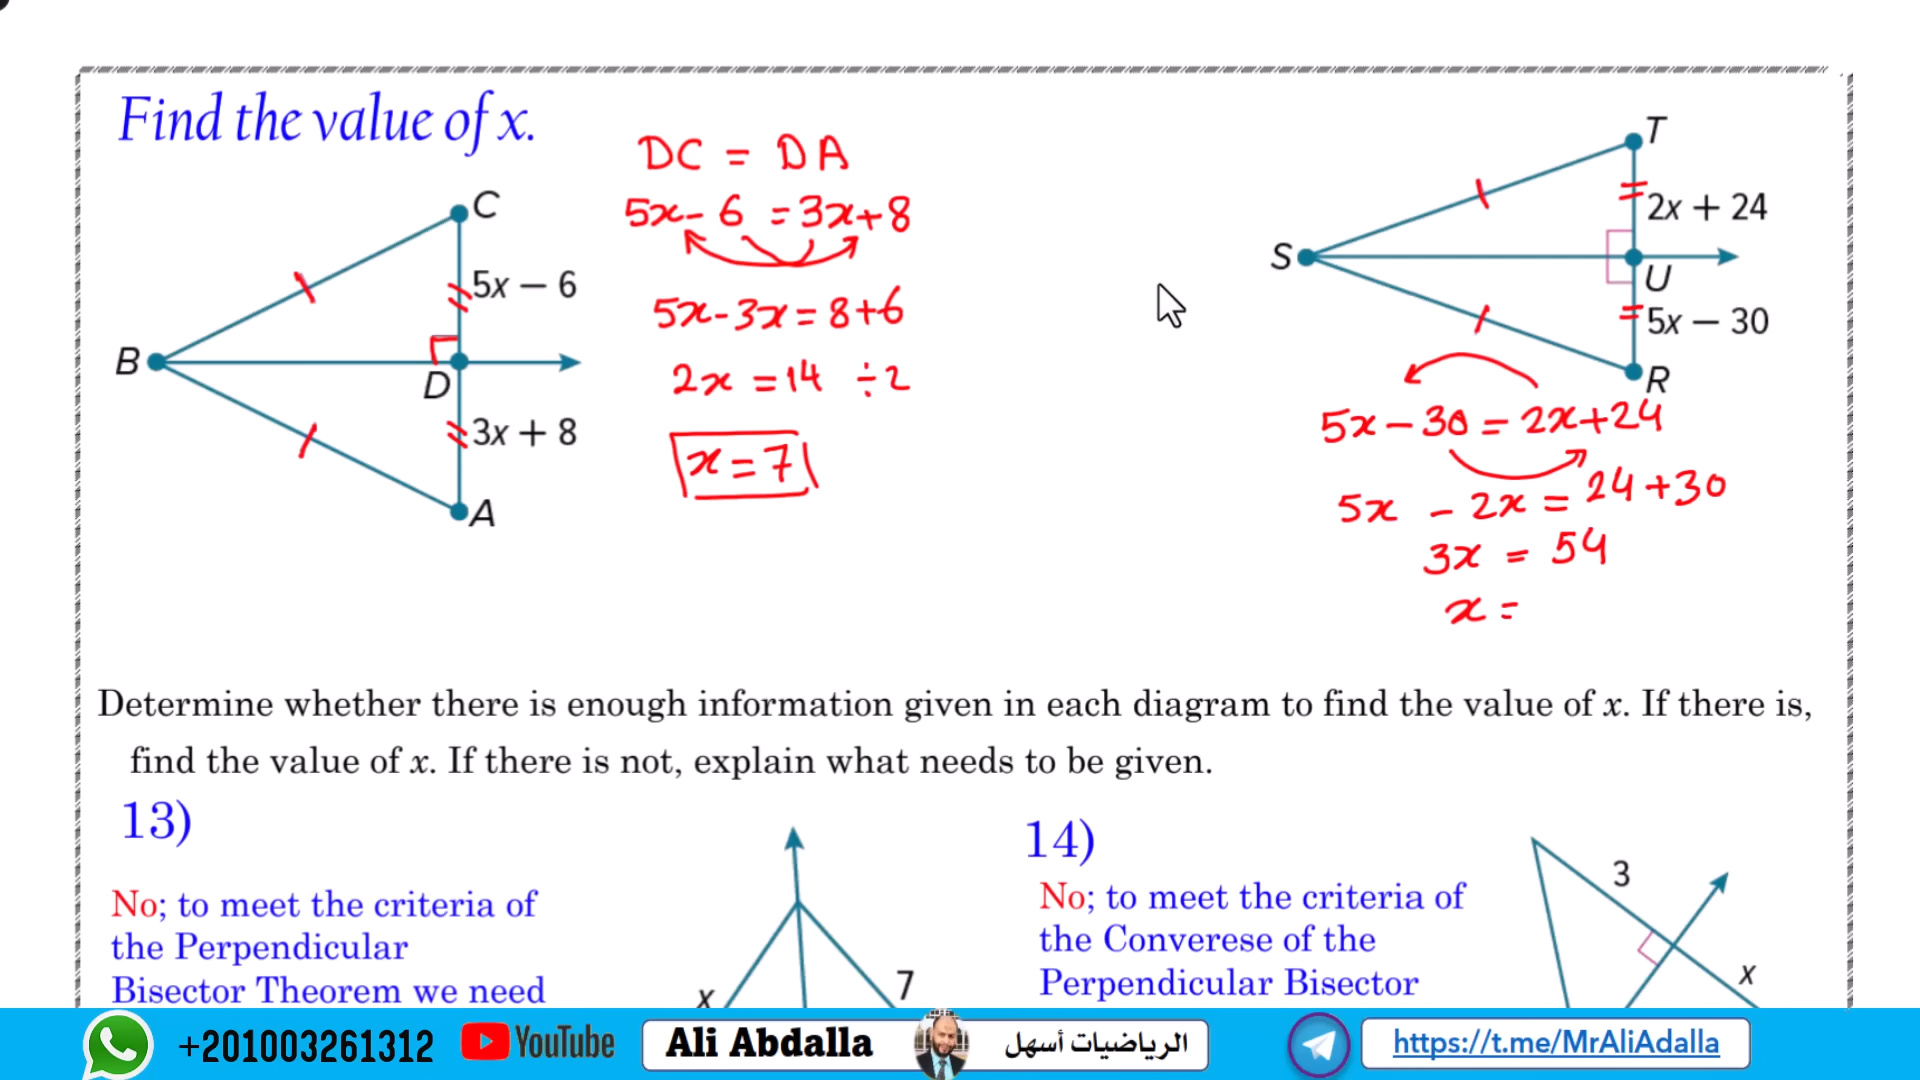 Find the value of x.
C
5x − 6
B
D
3x + 8
A
DC = DA
5x - 6 = 3x + 8
5x - 3x = 8 + 6
2x = 14 ÷ 2
x = 7
T
2x + 24
S
U
5x − 30
R
5x - 30 = 2x + 24
5x - 2x = 24 + 30
3x = 54
x =
Determine whether there is enough information given in each diagram to find the value of x. If there is,
find the value of x. If there is not, explain what needs to be given.
13)
No; to meet the criteria of
the Perpendicular
Bisector Theorem we need
x
7
14)
No; to meet the criteria of
the Converese of the
Perpendicular Bisector
3
x
+201003261312
YouTube
Ali Abdalla
الرياضيات أسهل
https://t.me/MrAliAdalla